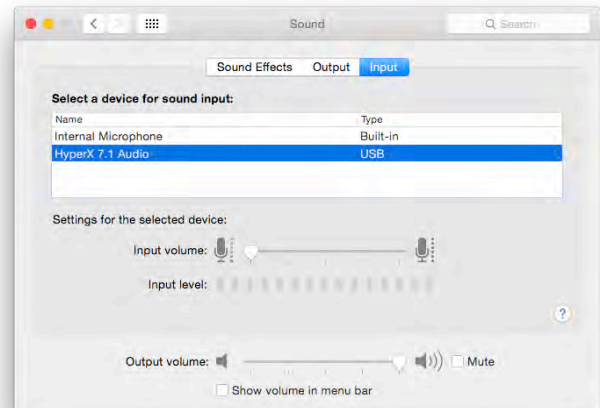 Sound
Search
Sound Effects Output Input
Select a device for sound input:
Name Type
Internal Microphone Built-in
HyperX 7.1 Audio USB
Settings for the selected device:
Input volume:
Input level:
?
Output volume: Mute
Show volume in menu bar